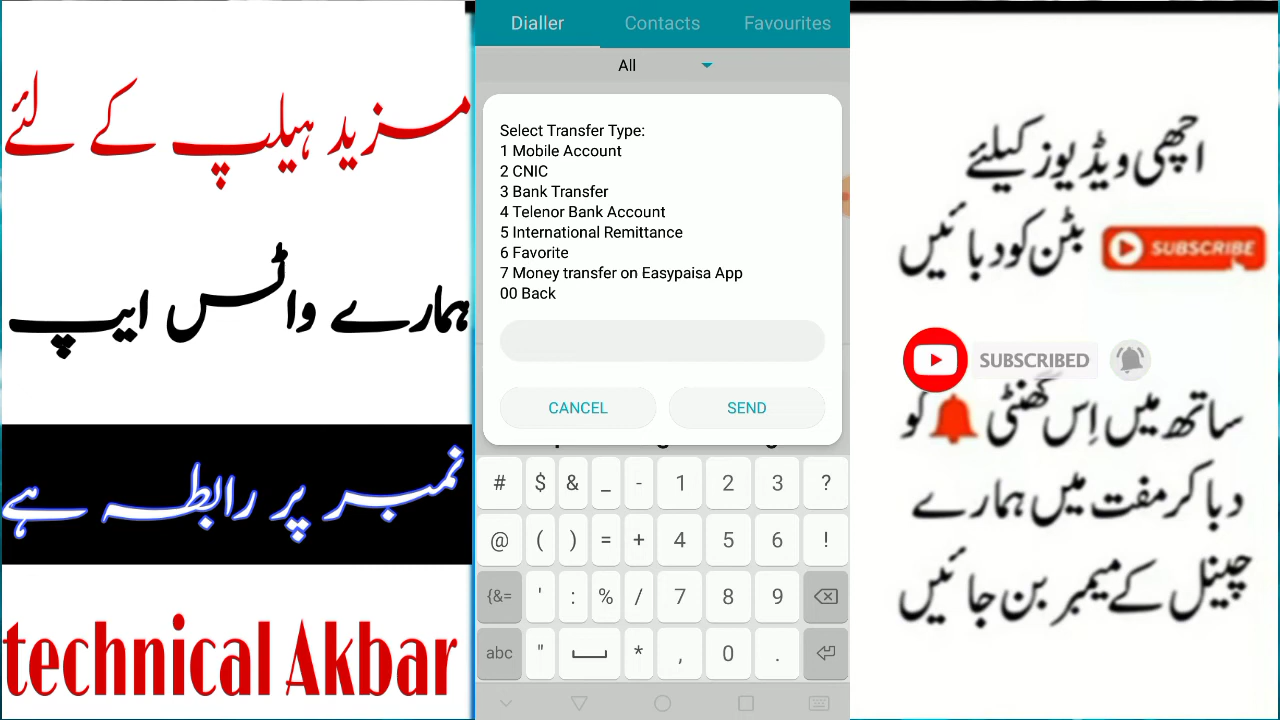 مزید ہیلپ کے لئے
ہمارے واٹس ایپ
نمبر پر رابطہ ہے
technical Akbar
Dialler Contacts Favourites
All
Select Transfer Type:
1 Mobile Account
2 CNIC
3 Bank Transfer
4 Telenor Bank Account
5 International Remittance
6 Favorite
7 Money transfer on Easypaisa App
00 Back
CANCEL SEND
# $ & _ - 1 2 3 ?
@ ( ) = + 4 5 6 !
{&= ' : % / 7 8 9
abc " * , 0 .
اچھی ویڈیوز کیلئے
SUBSCRIBE بٹن کو دبائیں
SUBSCRIBED
ساتھ میں اِس گھنٹی کو
دبا کر مفت میں ہمارے
چینل کے میمبر بن جائیں